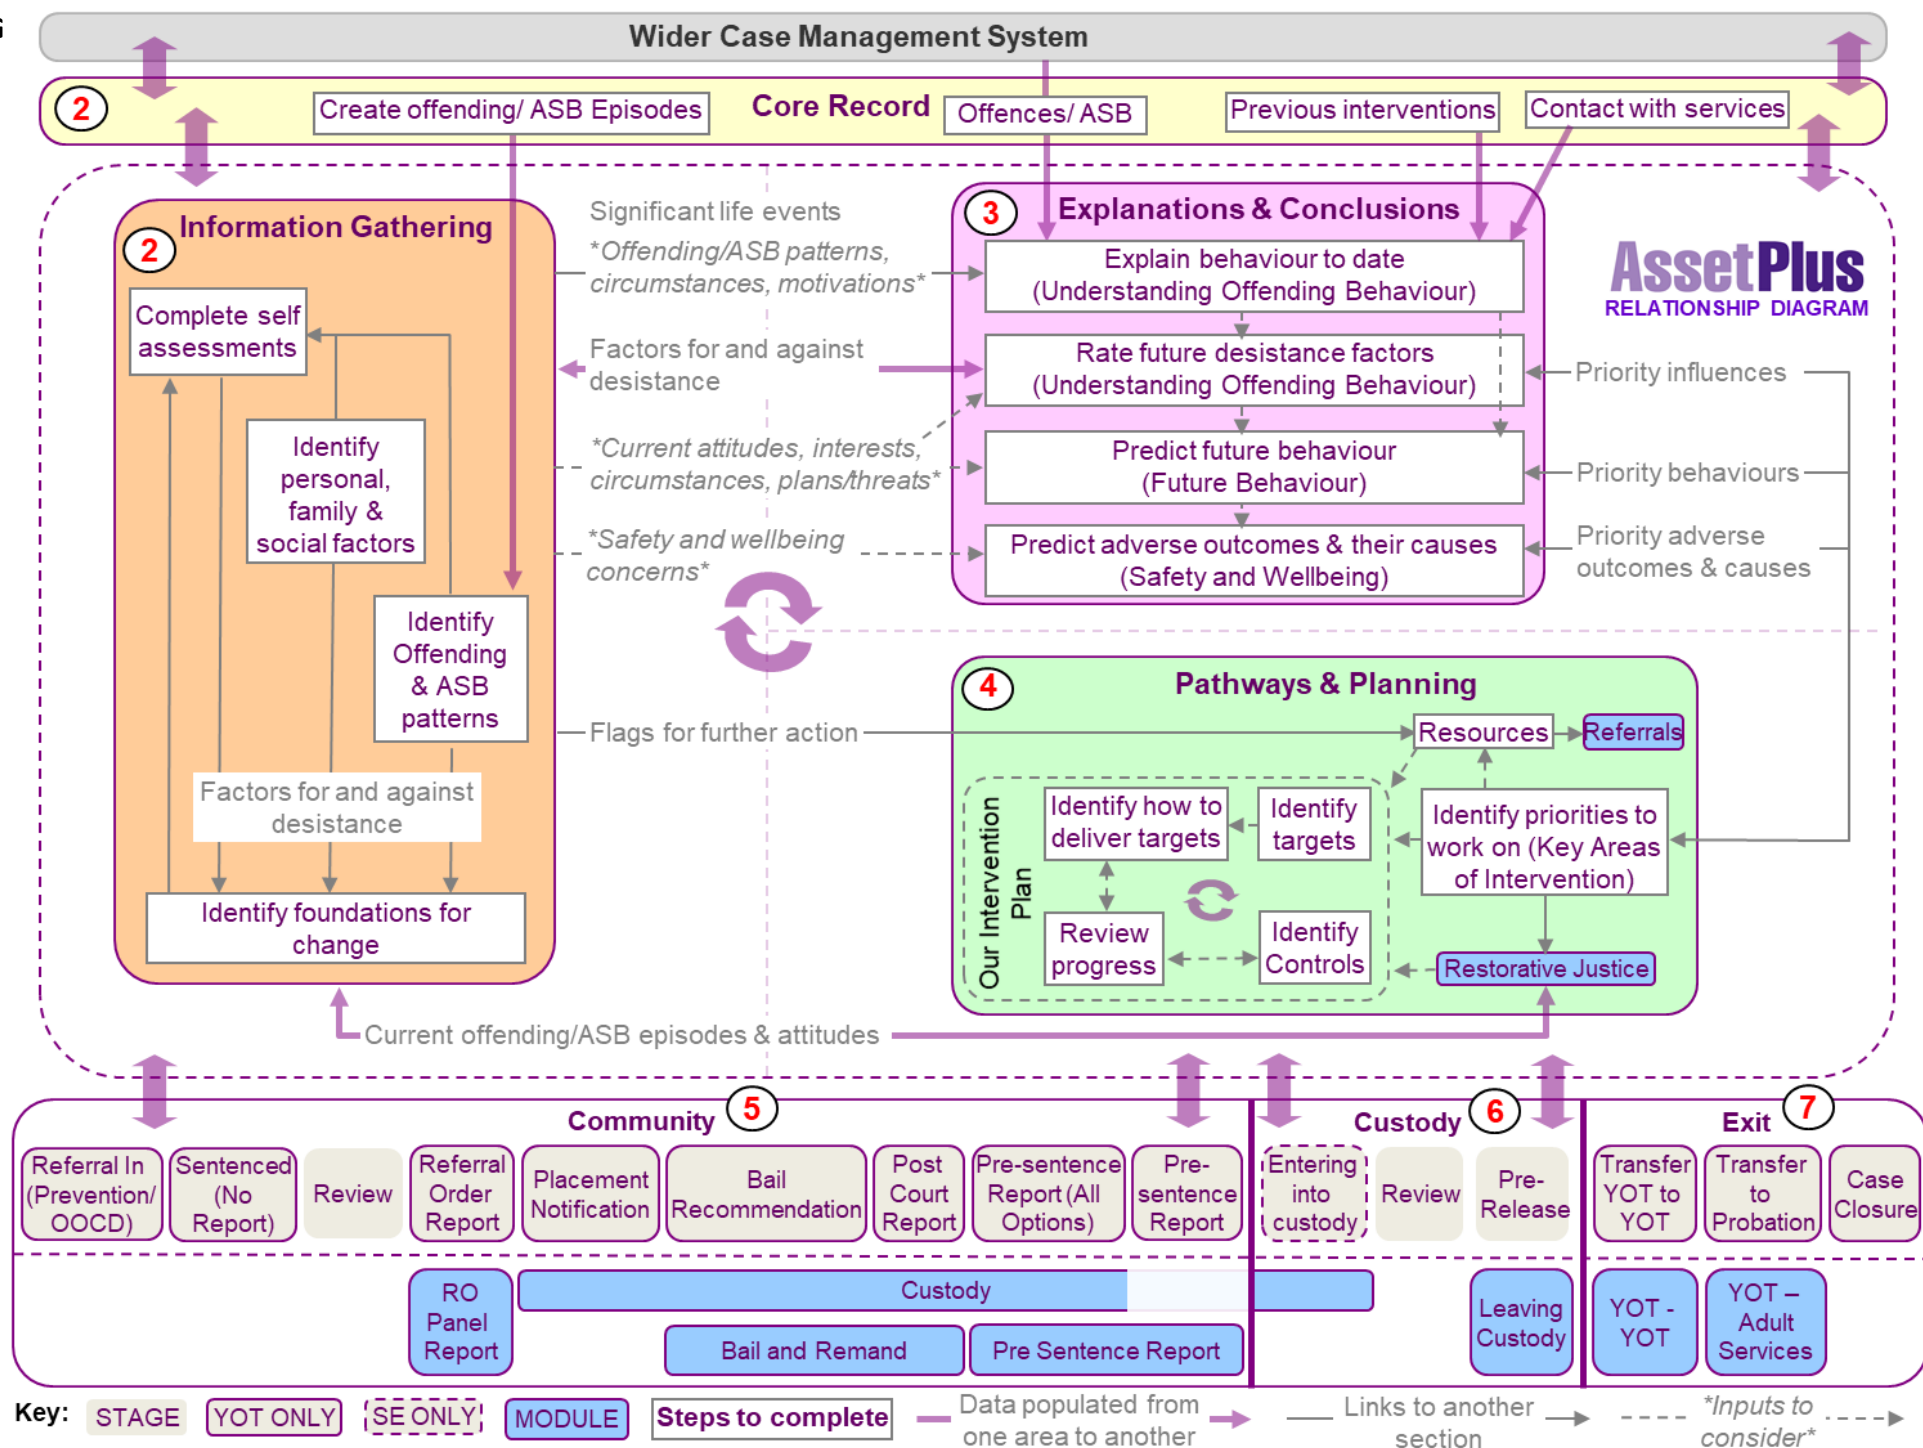 Wider Case Management System
2
Create offending/ ASB Episodes
Core Record
Offences/ ASB
Previous interventions
Contact with services
2
Information Gathering
Complete self
assessments
Identify
personal,
family &
social factors
Identify
Offending
& ASB
patterns
Factors for and against
desistance
Identify foundations for
change
Significant life events
*Offending/ASB patterns,
circumstances, motivations*
Factors for and against
desistance
*Current attitudes, interests,
circumstances, plans/threats*
*Safety and wellbeing
concerns*
Flags for further action
Current offending/ASB episodes & attitudes
3
Explanations & Conclusions
Explain behaviour to date
(Understanding Offending Behaviour)
Rate future desistance factors
(Understanding Offending Behaviour)
Predict future behaviour
(Future Behaviour)
Predict adverse outcomes & their causes
(Safety and Wellbeing)
AssetPlus
RELATIONSHIP DIAGRAM
Priority influences
Priority behaviours
Priority adverse
outcomes & causes
4
Pathways & Planning
Resources
Referrals
Our Intervention
Plan
Identify how to
deliver targets
Identify
targets
Identify priorities to
work on (Key Areas
of Intervention)
Review
progress
Identify
Controls
Restorative Justice
Community
5
Custody
6
Exit
7
Referral In
(Prevention/
OOCD)
Sentenced
(No
Report)
Review
Referral
Order
Report
Placement
Notification
Bail
Recommendation
Post
Court
Report
Pre-sentence
Report (All
Options)
Pre-
sentence
Report
Entering
into
custody
Review
Pre-
Release
Transfer
YOT to
YOT
Transfer
to
Probation
Case
Closure
RO
Panel
Report
Custody
Bail and Remand
Pre Sentence Report
Leaving
Custody
YOT -
YOT
YOT –
Adult
Services
Key:
STAGE
YOT ONLY
SE ONLY
MODULE
Steps to complete
Data populated from
one area to another
Links to another
section
*Inputs to
consider*